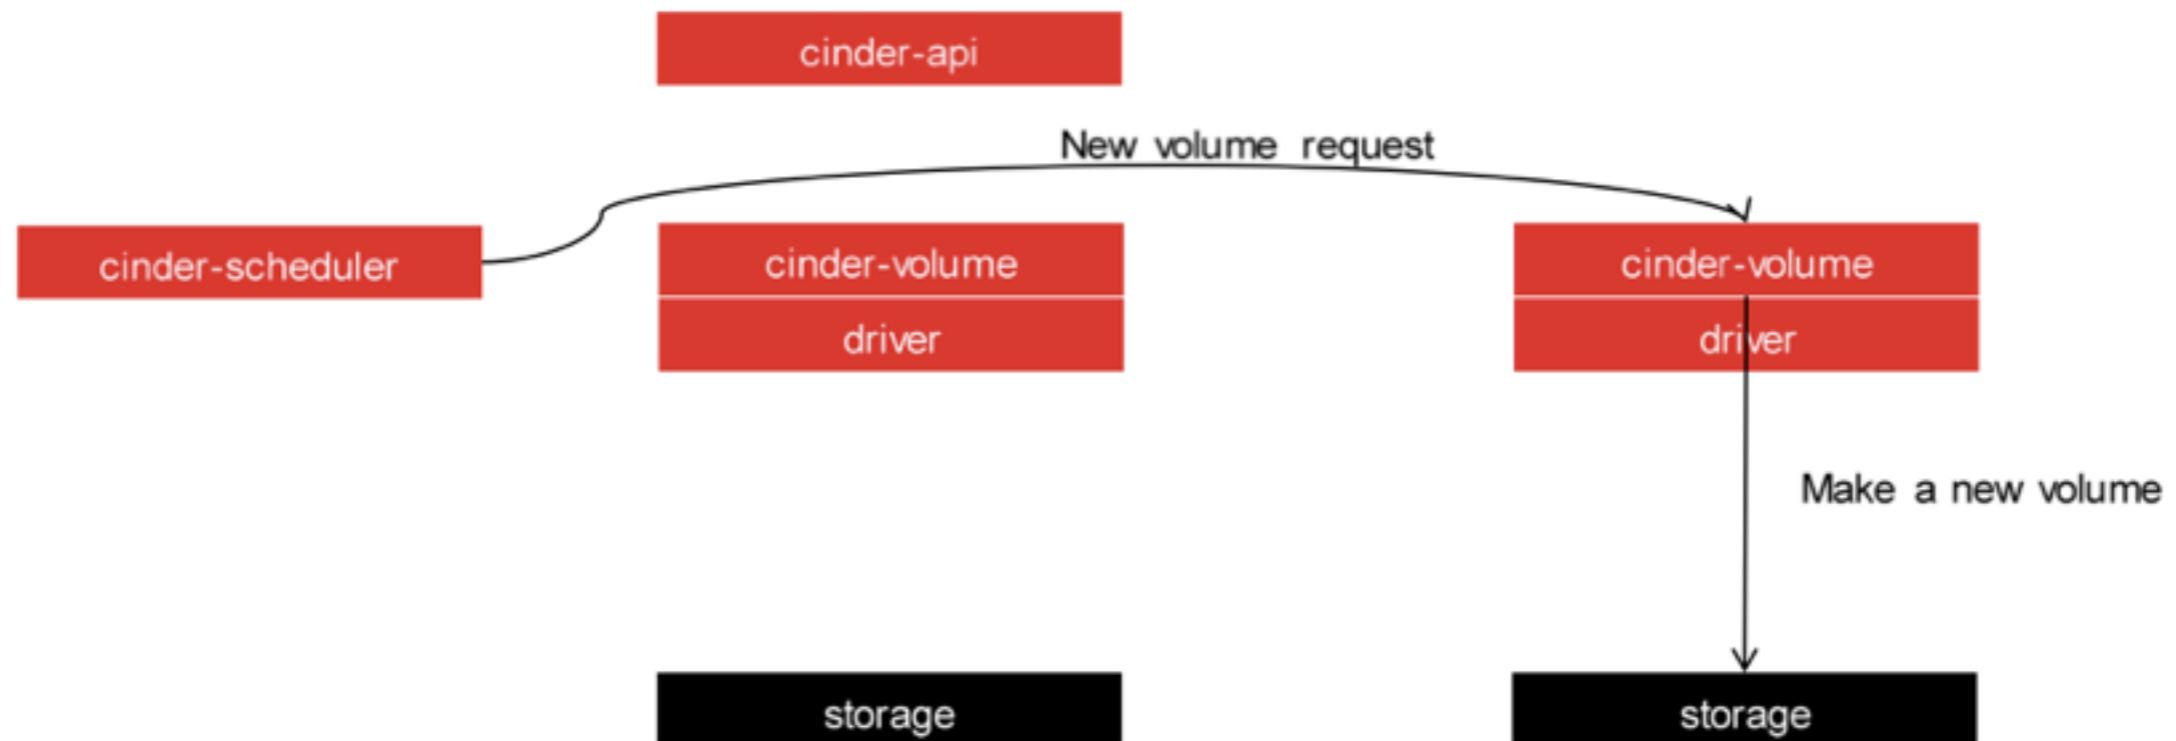 cinder-api
New volume request
cinder-scheduler
cinder-volume
cinder-volume
driver
driver
Make a new volume
storage
storage